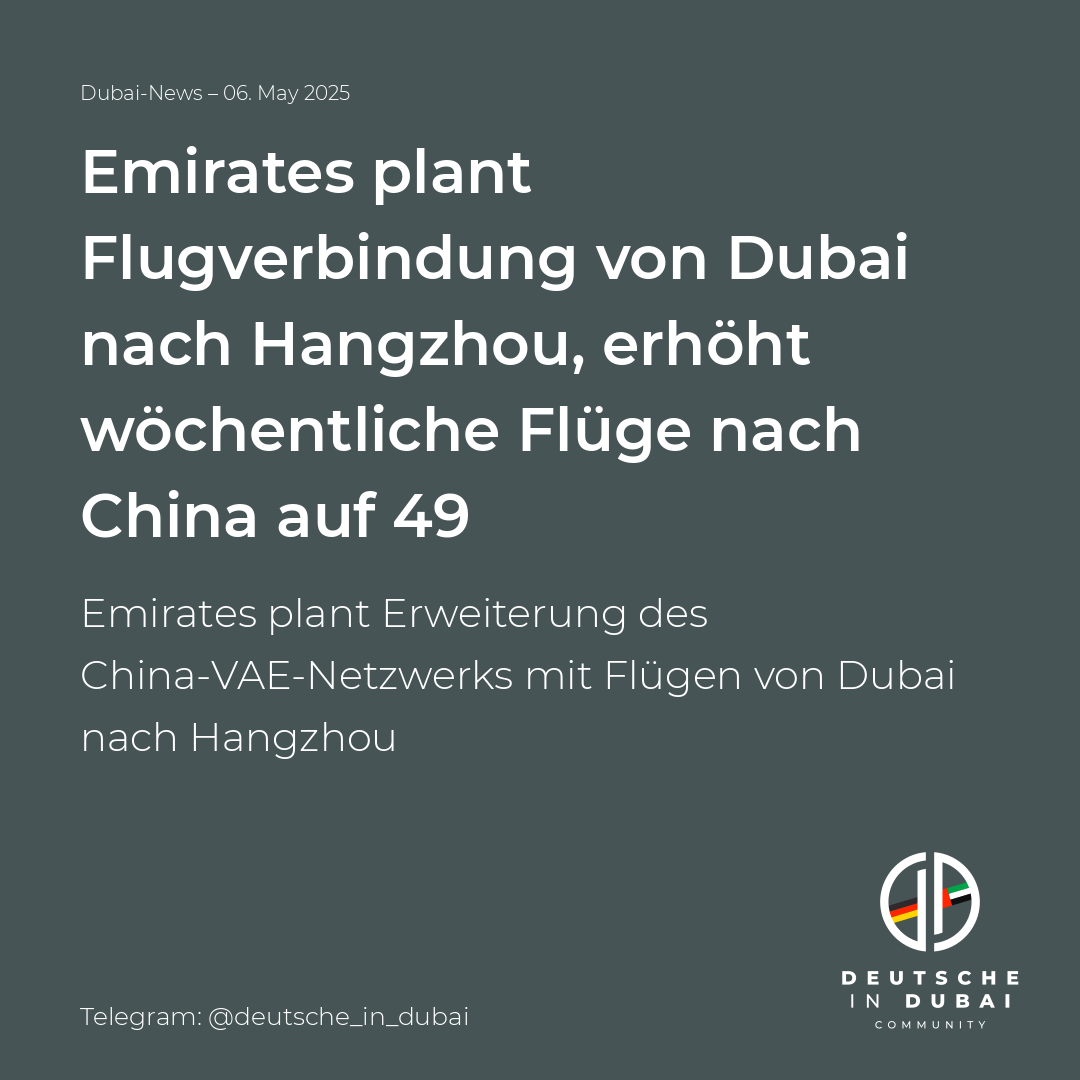 Dubai-News – 06. May 2025
Emirates plant
Flugverbindung von Dubai
nach Hangzhou, erhöht
wöchentliche Flüge nach
China auf 49
Emirates plant Erweiterung des
China-VAE-Netzwerks mit Flügen von Dubai
nach Hangzhou
DEUTSCHE
IN DUBAI
COMMUNITY
Telegram: @deutsche_in_dubai